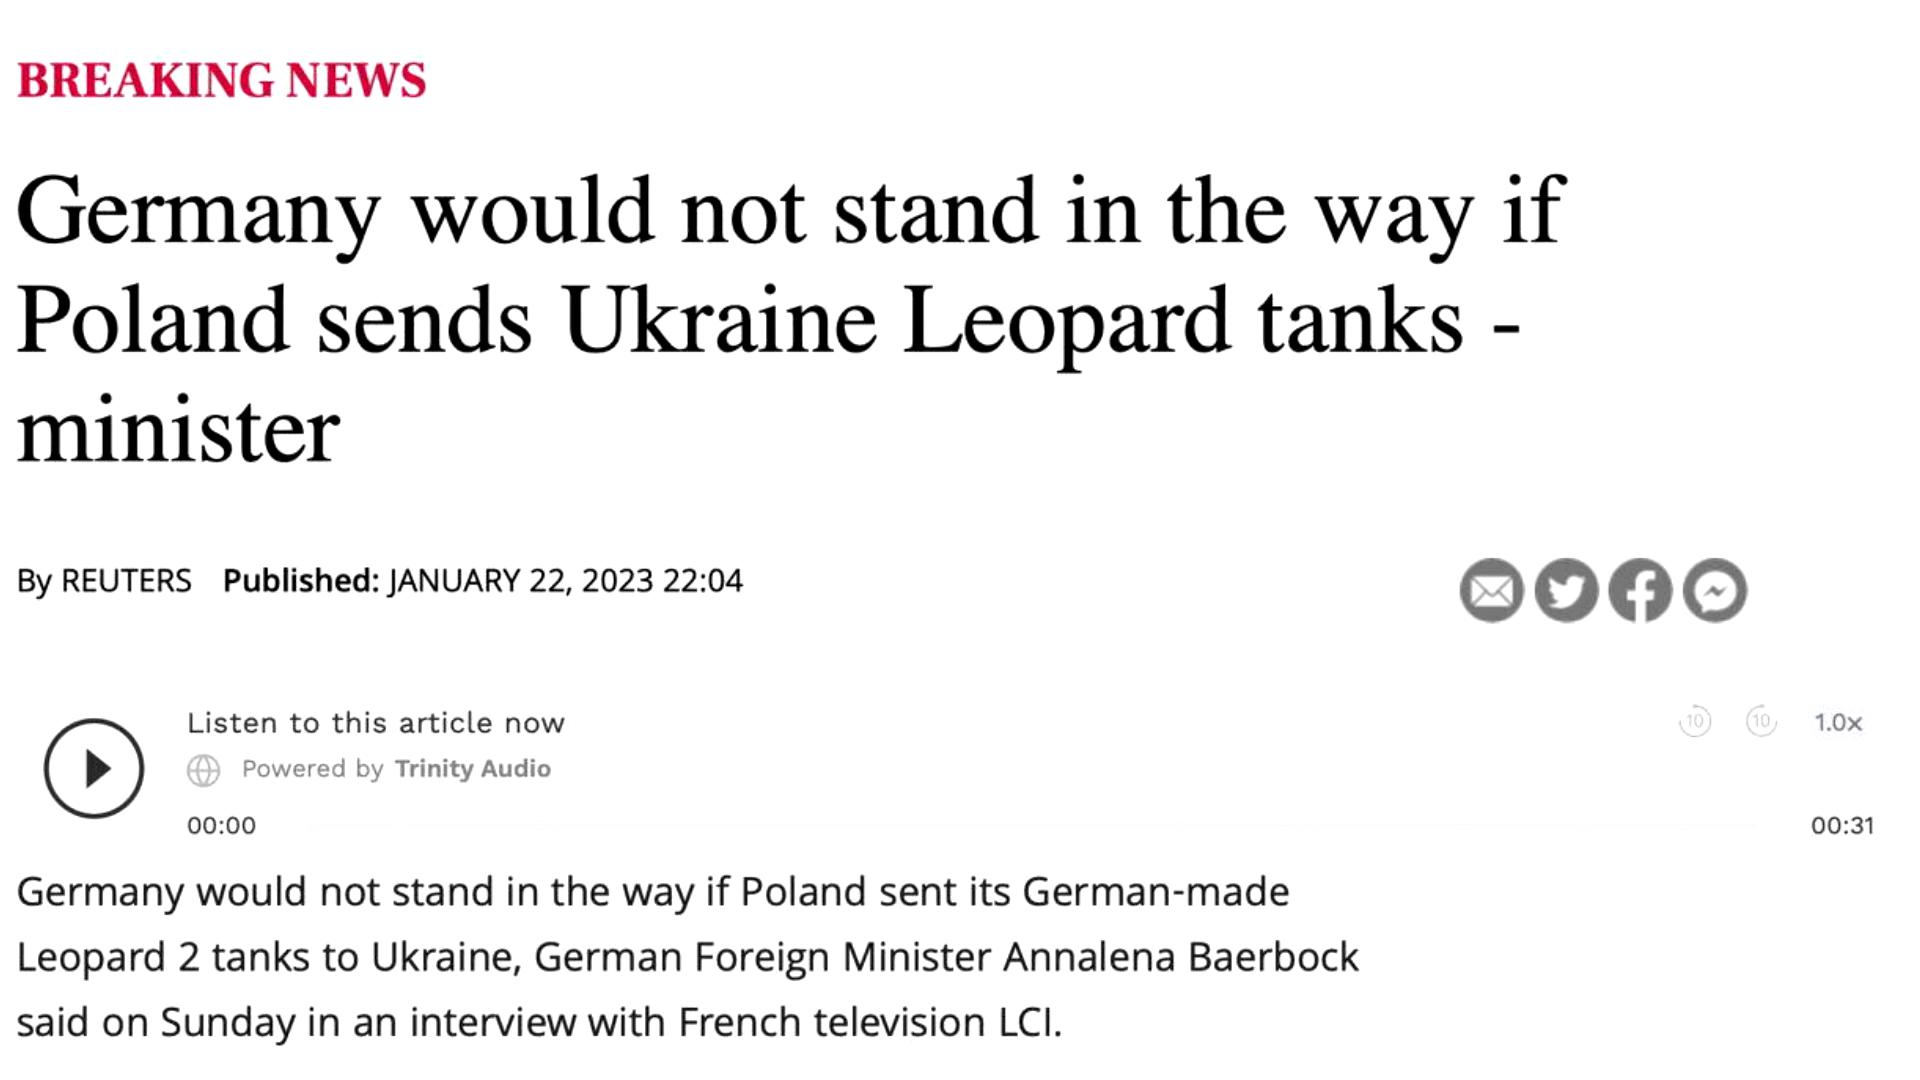 BREAKING NEWS
Germany would not stand in the way if
Poland sends Ukraine Leopard tanks -
minister
By REUTERS Published: JANUARY 22, 2023 22:04
Listen to this article now
10 10 1.0x
Powered by Trinity Audio
00:00 00:31
Germany would not stand in the way if Poland sent its German-made
Leopard 2 tanks to Ukraine, German Foreign Minister Annalena Baerbock
said on Sunday in an interview with French television LCI.